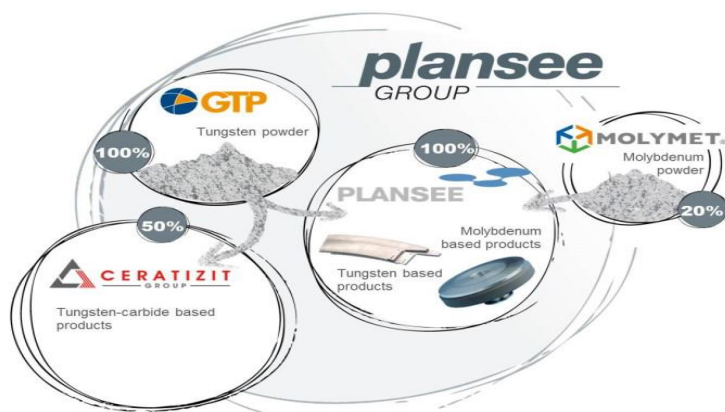 plansee
GROUP
GTP
Tungsten powder
100%
100%
MOLYMET
Molybdenum
powder
20%
PLANSEE
Molybdenum
based products
Tungsten based
products
50%
CERATIZIT
GROUP
Tungsten-carbide based
products